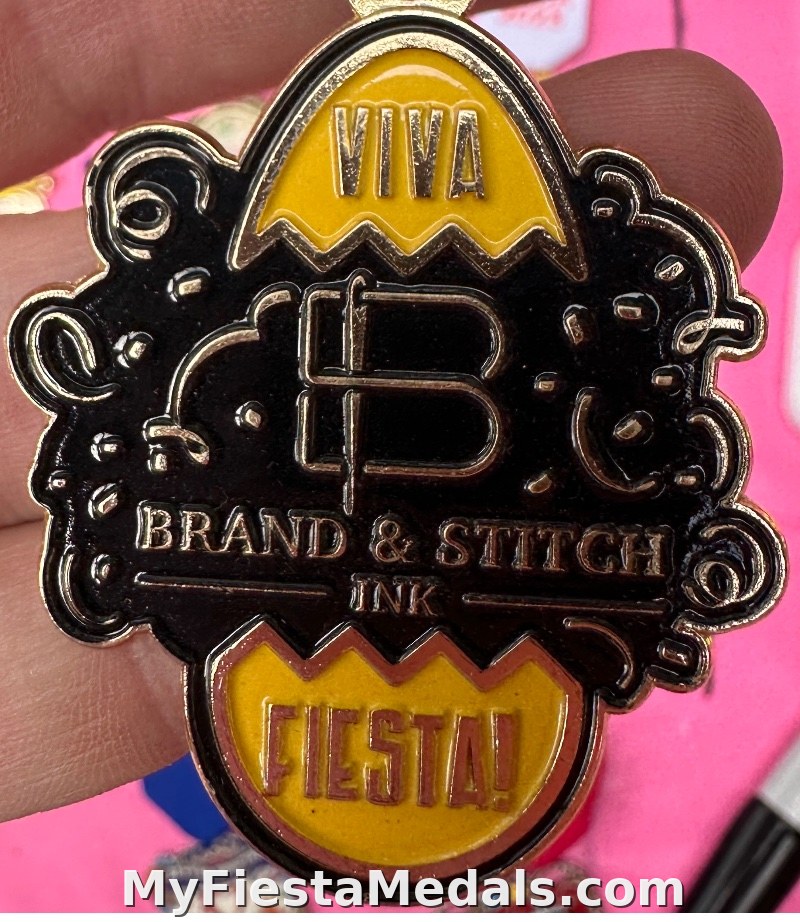 VIVA
B
BRAND & STITCH
INK
FIESTA!
MyFiestaMedals.com